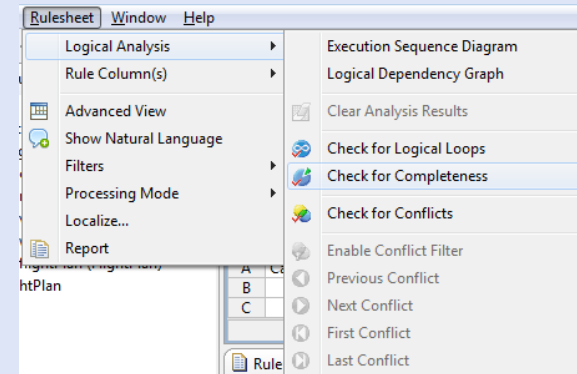 Rulesheet Window Help
Logical Analysis
Rule Column(s)
Advanced View
Show Natural Language
Filters
Processing Mode
Localize...
Report
Execution Sequence Diagram
Logical Dependency Graph
Clear Analysis Results
Check for Logical Loops
Check for Completeness
Check for Conflicts
Enable Conflict Filter
Previous Conflict
Next Conflict
First Conflict
Last Conflict
htPlan
A
B
C
Rule